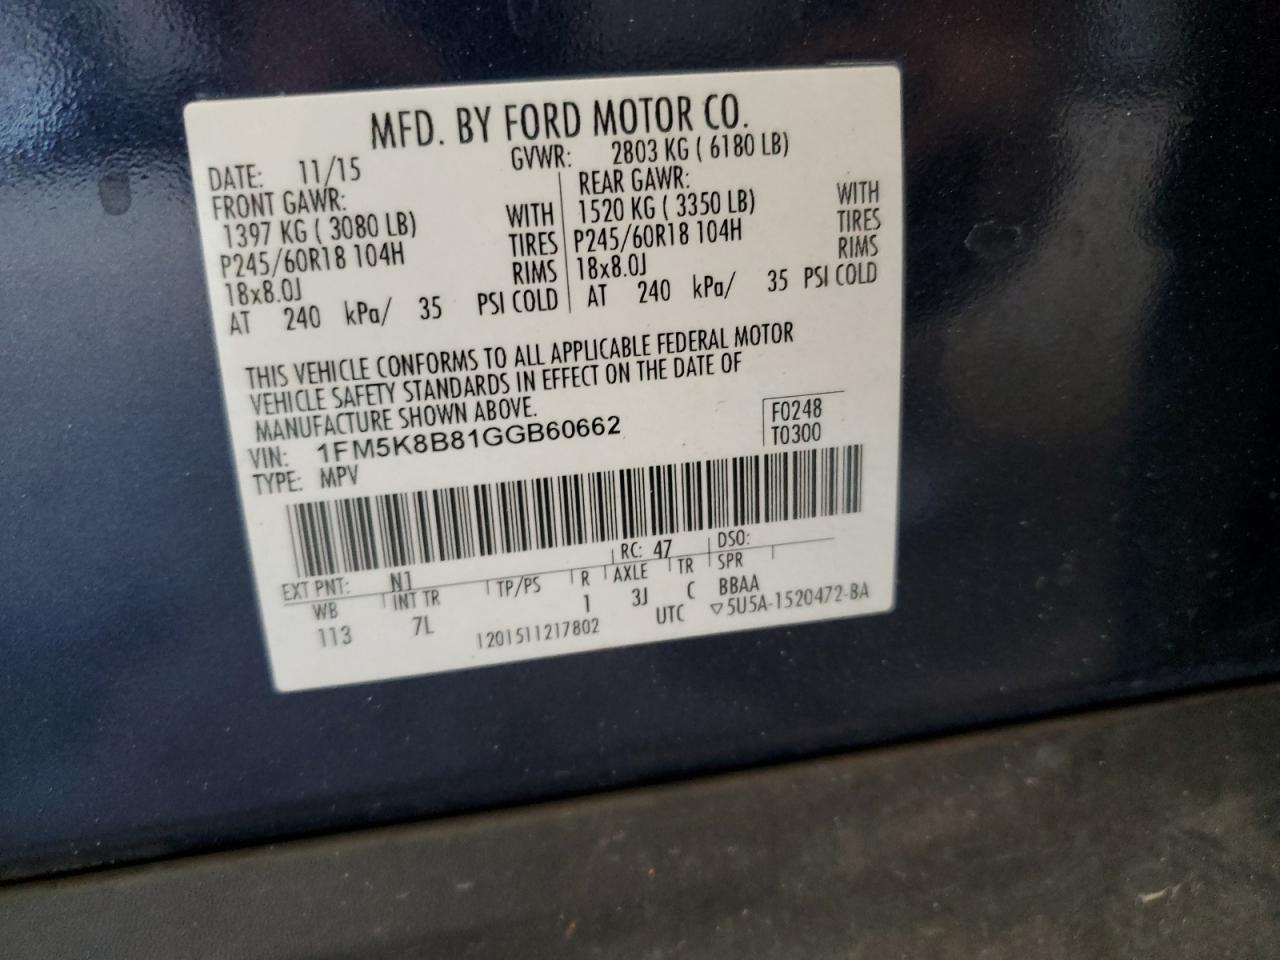 MFD. BY FORD MOTOR CO.
DATE: 11/15 GVWR: 2803 KG ( 6180 LB)
FRONT GAWR: REAR GAWR:
1397 KG ( 3080 LB) WITH 1520 KG ( 3350 LB) WITH
P245/60R18 104H TIRES P245/60R18 104H TIRES
18x8.0J RIMS 18x8.0J RIMS
AT 240 kPa/ 35 PSI COLD AT 240 kPa/ 35 PSI COLD
THIS VEHICLE CONFORMS TO ALL APPLICABLE FEDERAL MOTOR
VEHICLE SAFETY STANDARDS IN EFFECT ON THE DATE OF
MANUFACTURE SHOWN ABOVE.
F0248
VIN: 1FM5K8B81GGB60662
T0300
TYPE: MPV
EXT PNT: N1 RC: 47 DSO:
WB INT TR TP/PS R AXLE TR SPR
113 7L 1 3J C BBAA
1201511217802 UTC ▽5U5A-1520472-BA